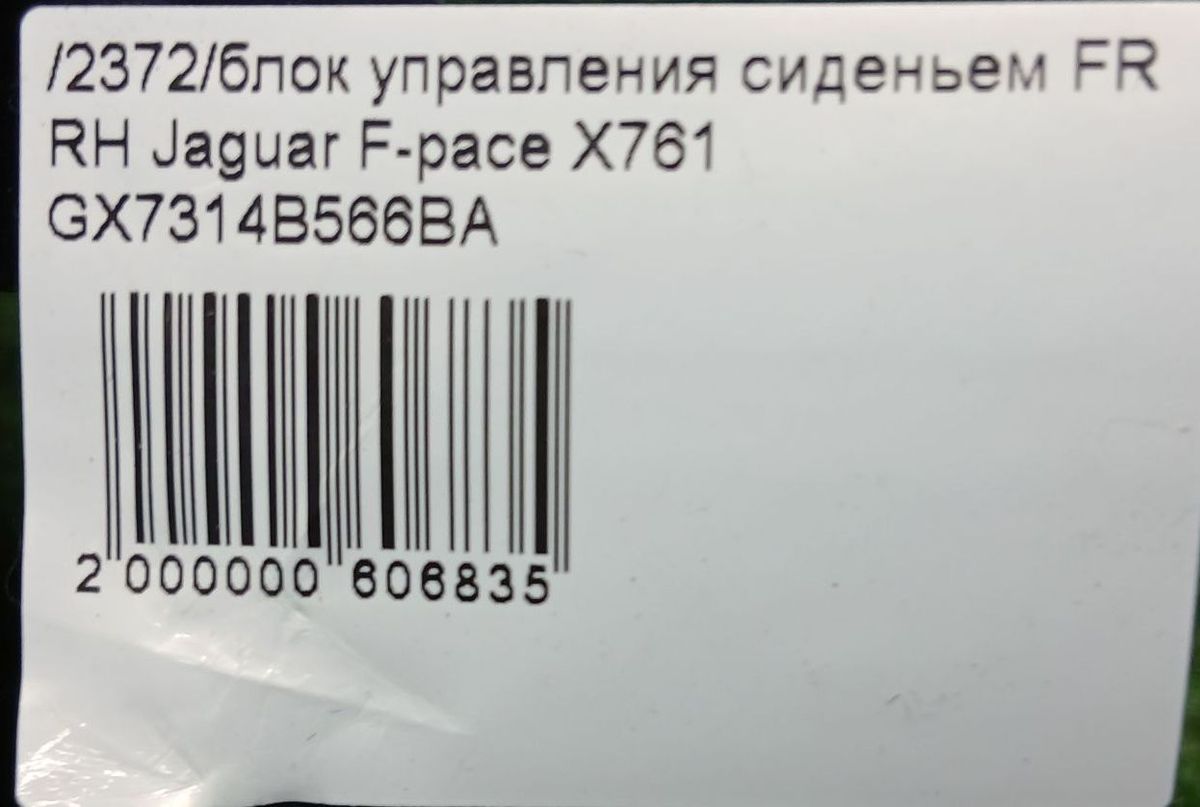 /2372/блок управления сиденьем FR
RH Jaguar F-pace X761
GX7314B566BA
2 000000 606835